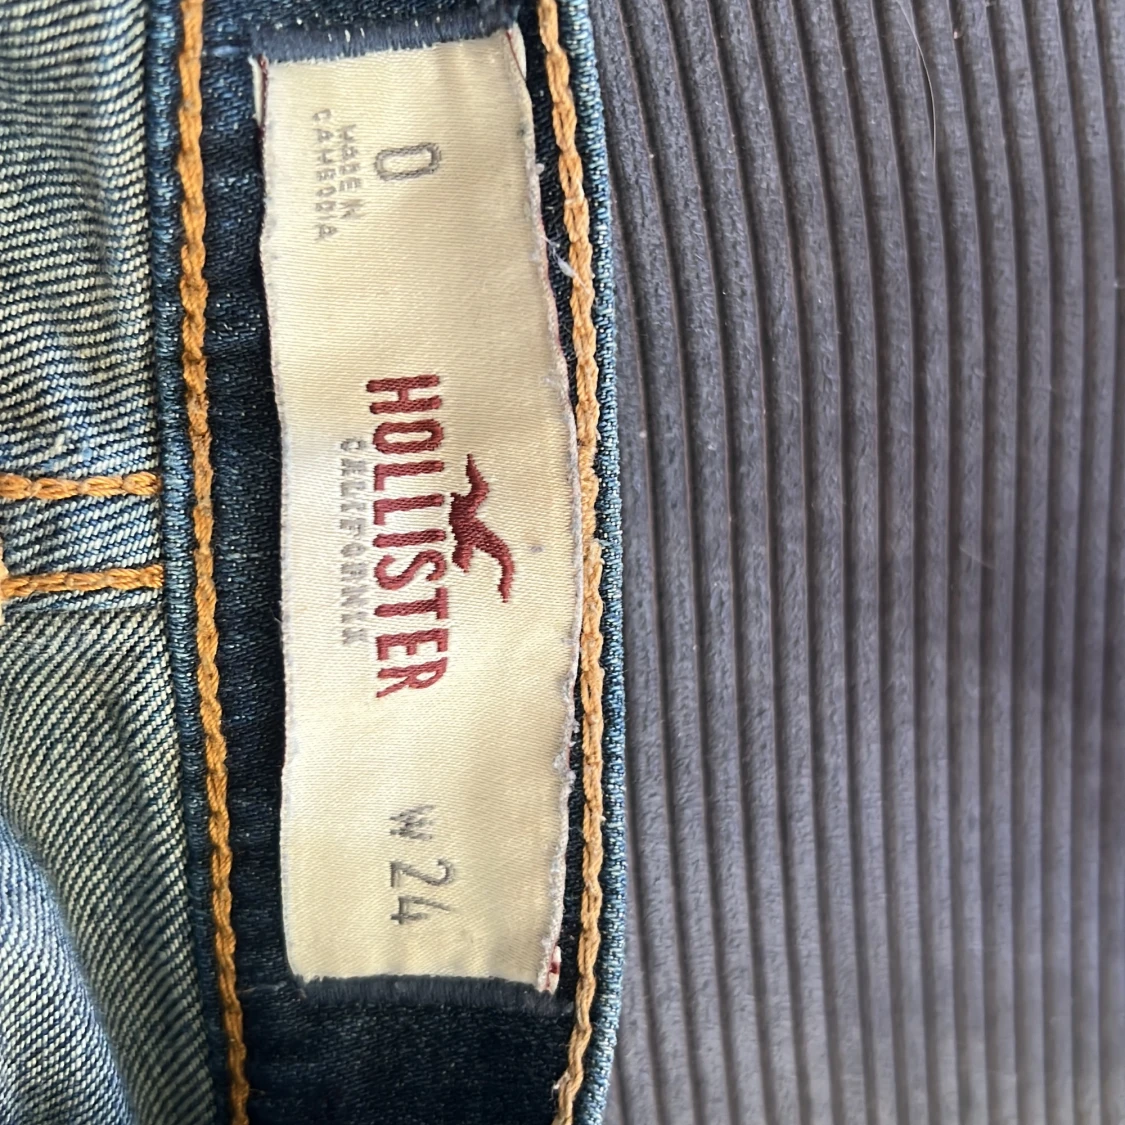 0
MADE IN
CAMBODIA
HOLLISTER
CALIFORNIA
W 24